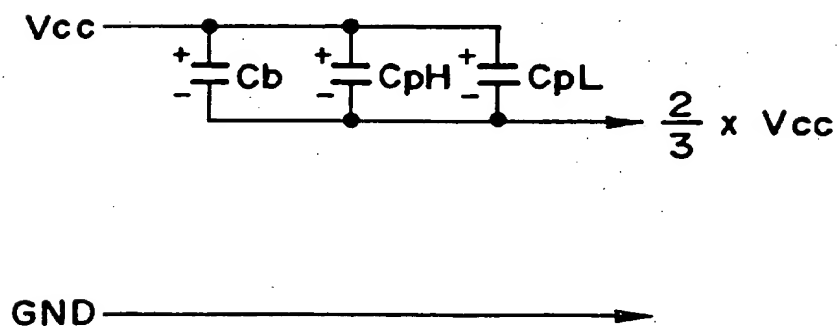 Vcc
+ - Cb
+ - CpH
+ - CpL
2/3 x Vcc
GND